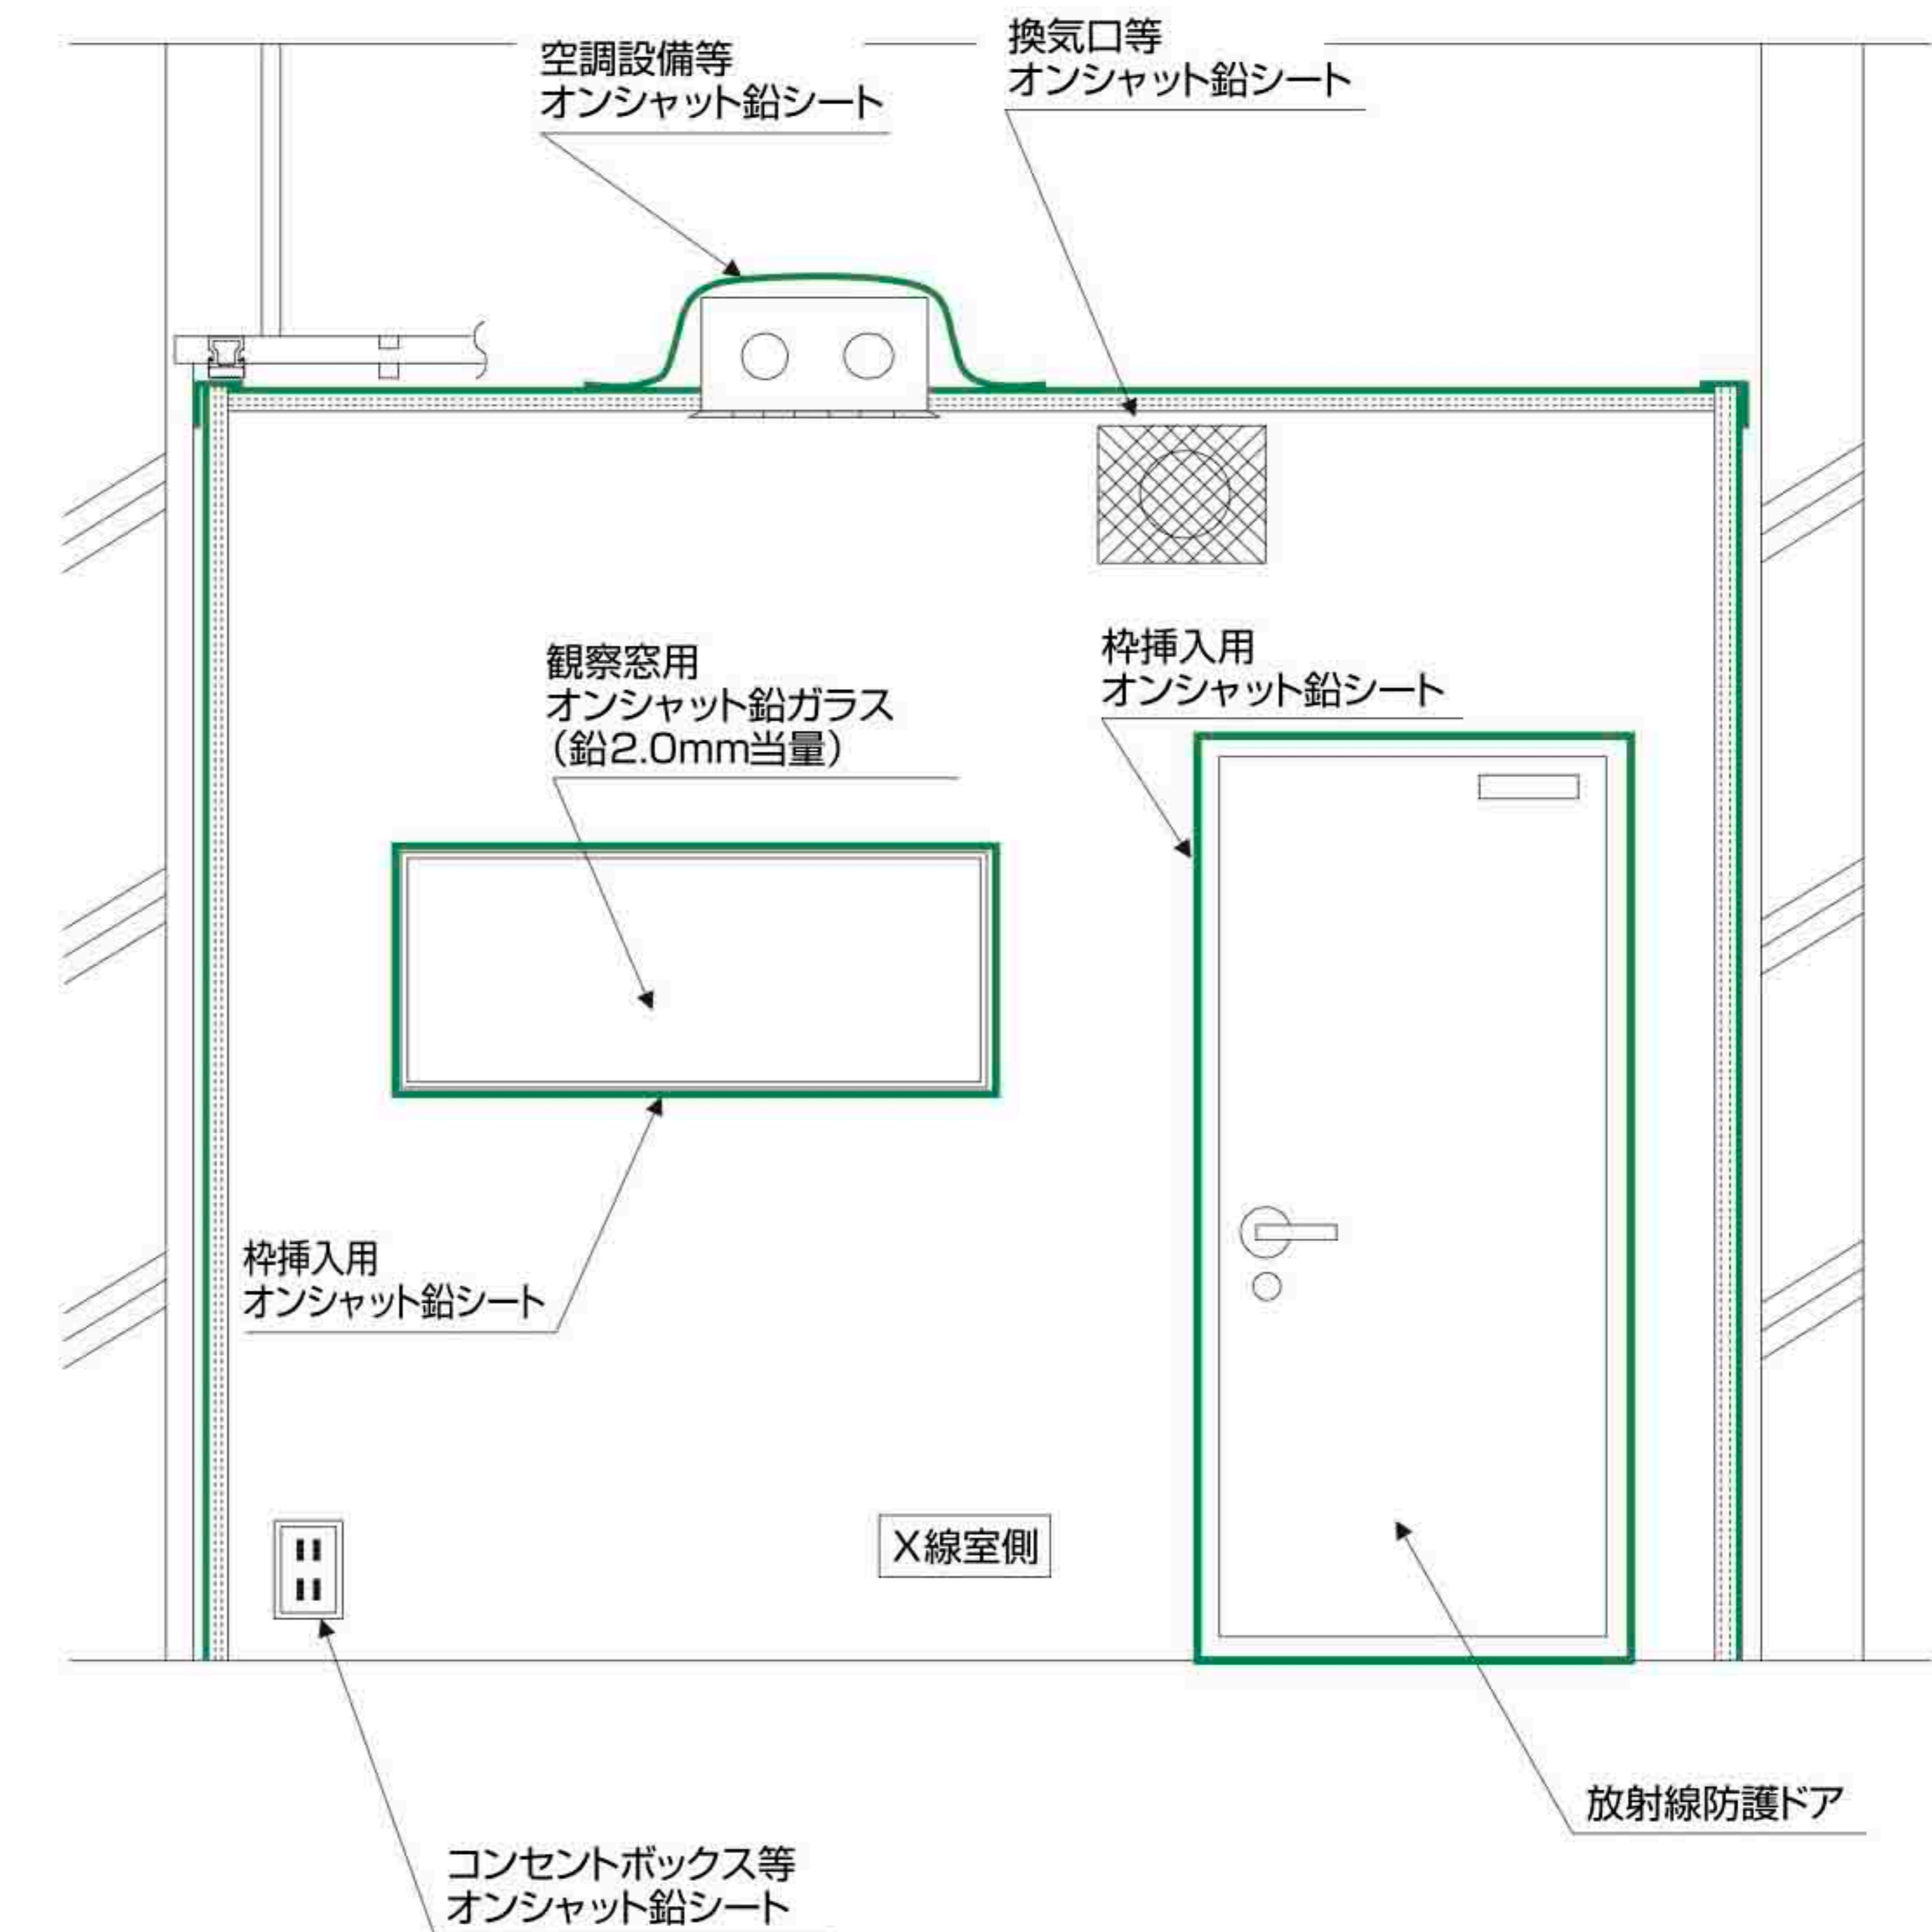 空調設備等
オンシャット鉛シート
換気口等
オンシャット鉛シート
観察窓用
オンシャット鉛ガラス
(鉛2.0mm当量)
枠挿入用
オンシャット鉛シート
枠挿入用
オンシャット鉛シート
X線室側
放射線防護ドア
コンセントボックス等
オンシャット鉛シート